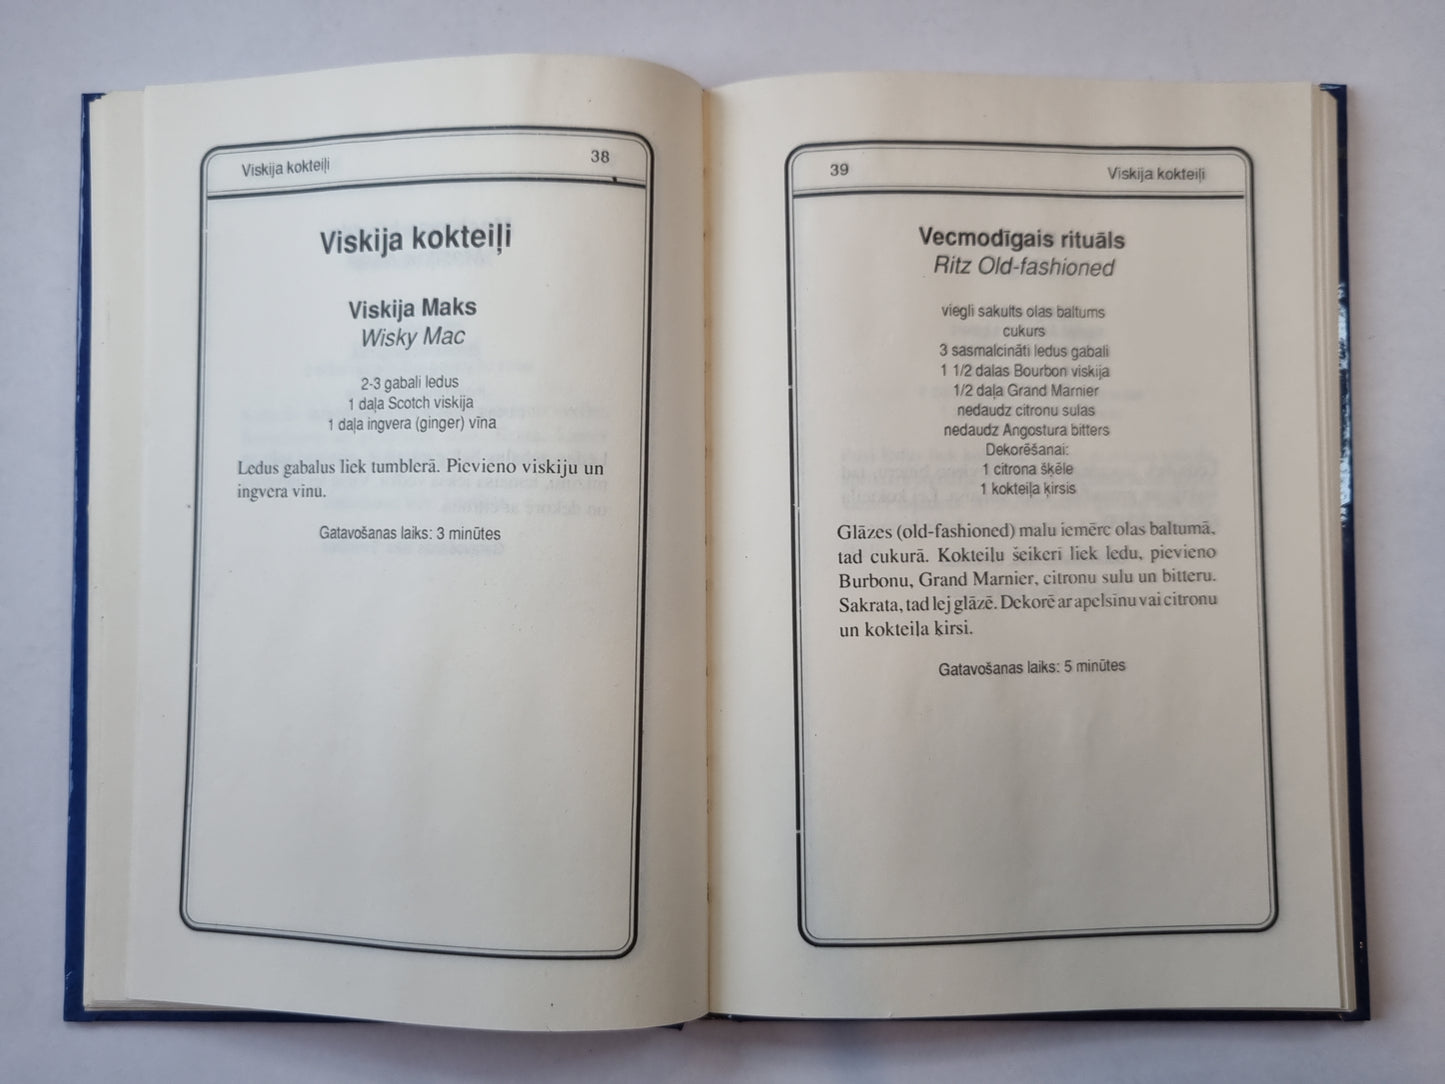 Viskija kokteiļi
38
Viskija kokteiļi
Viskija Maks
Wisky Mac
2-3 gabali ledus
1 daļa Scotch viskija
1 daļa ingvera (ginger) vīna
Ledus gabalus liek tumblerā. Pievieno viskiju un
ingvera vīnu.
Gatavošanas laiks: 3 minūtes
39
Viskija kokteiļi
Vecmodīgais rituāls
Ritz Old-fashioned
viegli sakults olas baltums
cukurs
3 sasmalcināti ledus gabali
1 1/2 daļas Bourbon viskija
1/2 daļa Grand Marnier
nedaudz citronu sulas
nedaudz Angostura bitters
Dekorēšanai:
1 citrona šķēle
1 kokteiļa ķirsis
Glāzes (old-fashioned) malu iemērc olas baltumā,
tad cukurā. Kokteiļu šeikerī liek ledu, pievieno
Burbonu, Grand Marnier, citronu sulu un bitteru.
Sakrata, tad lej glāzē. Dekorē ar apelsīnu vai citronu
un kokteiļa ķirsi.
Gatavošanas laiks: 5 minūtes